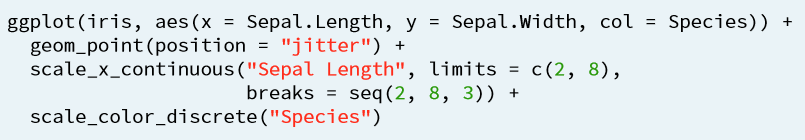 ggplot(iris, aes(x = Sepal.Length, y = Sepal.Width, col = Species)) +
  geom_point(position = "jitter") +
  scale_x_continuous("Sepal Length", limits = c(2, 8),
                     breaks = seq(2, 8, 3)) +
  scale_color_discrete("Species")